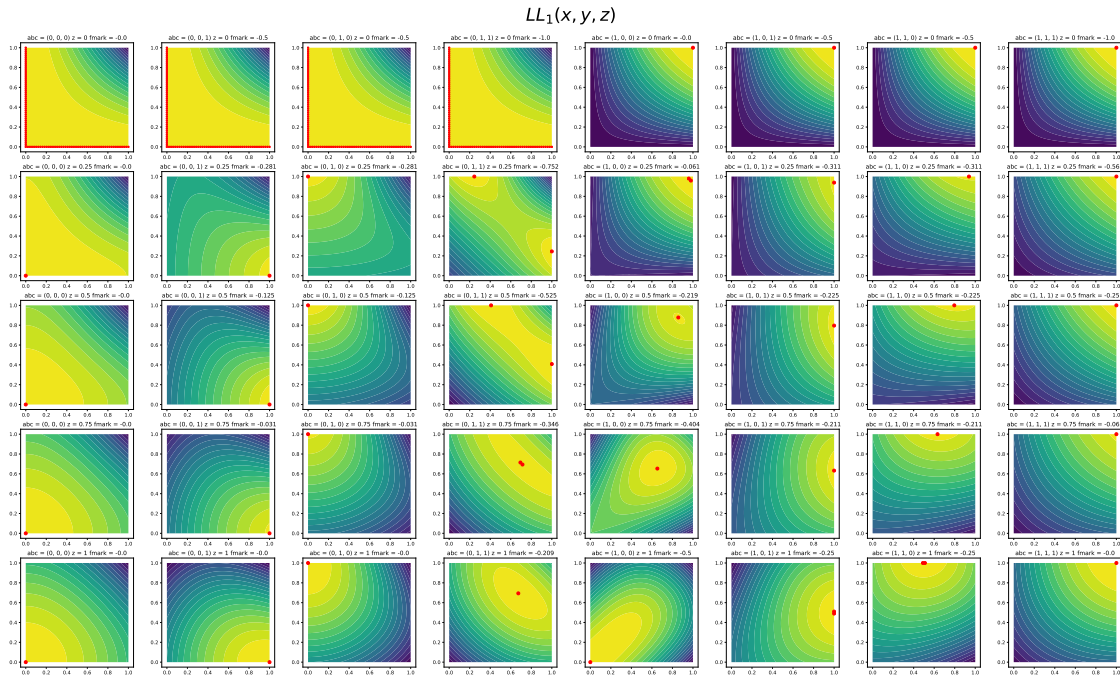 LL₁(x, y, z)
abc = (0, 0, 0) z = 0 fmark = -0.0
abc = (0, 0, 1) z = 0 fmark = -0.5
abc = (0, 1, 0) z = 0 fmark = -0.5
abc = (0, 1, 1) z = 0 fmark = -1.0
abc = (1, 0, 0) z = 0 fmark = -0.0
abc = (1, 0, 1) z = 0 fmark = -0.5
abc = (1, 1, 0) z = 0 fmark = -0.5
abc = (1, 1, 1) z = 0 fmark = -1.0
abc = (0, 0, 0) z = 0.25 fmark = -0.0
abc = (0, 0, 1) z = 0.25 fmark = -0.281
abc = (0, 1, 0) z = 0.25 fmark = -0.281
abc = (0, 1, 1) z = 0.25 fmark = -0.752
abc = (1, 0, 0) z = 0.25 fmark = -0.061
abc = (1, 0, 1) z = 0.25 fmark = -0.311
abc = (1, 1, 0) z = 0.25 fmark = -0.311
abc = (1, 1, 1) z = 0.25 fmark = -0.56
abc = (0, 0, 0) z = 0.5 fmark = -0.0
abc = (0, 0, 1) z = 0.5 fmark = -0.125
abc = (0, 1, 0) z = 0.5 fmark = -0.125
abc = (0, 1, 1) z = 0.5 fmark = -0.525
abc = (1, 0, 0) z = 0.5 fmark = -0.219
abc = (1, 0, 1) z = 0.5 fmark = -0.225
abc = (1, 1, 0) z = 0.5 fmark = -0.225
abc = (1, 1, 1) z = 0.5 fmark = -0.25
abc = (0, 0, 0) z = 0.75 fmark = -0.0
abc = (0, 0, 1) z = 0.75 fmark = -0.031
abc = (0, 1, 0) z = 0.75 fmark = -0.031
abc = (0, 1, 1) z = 0.75 fmark = -0.346
abc = (1, 0, 0) z = 0.75 fmark = -0.404
abc = (1, 0, 1) z = 0.75 fmark = -0.211
abc = (1, 1, 0) z = 0.75 fmark = -0.211
abc = (1, 1, 1) z = 0.75 fmark = -0.06
abc = (0, 0, 0) z = 1 fmark = -0.0
abc = (0, 0, 1) z = 1 fmark = -0.0
abc = (0, 1, 0) z = 1 fmark = -0.0
abc = (0, 1, 1) z = 1 fmark = -0.209
abc = (1, 0, 0) z = 1 fmark = -0.5
abc = (1, 0, 1) z = 1 fmark = -0.25
abc = (1, 1, 0) z = 1 fmark = -0.25
abc = (1, 1, 1) z = 1 fmark = -0.0